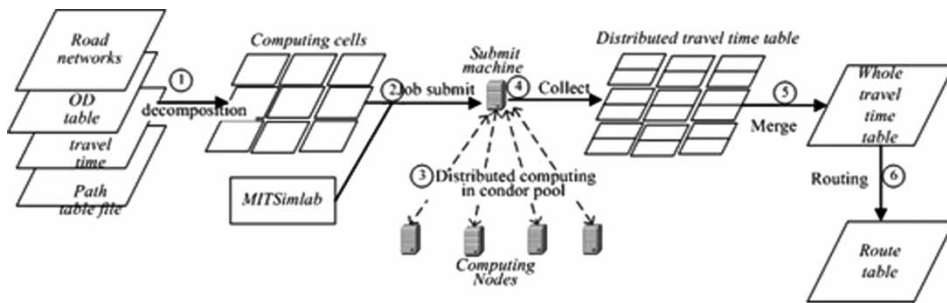 Road
networks
OD
table
travel
time
Path
table file
1
decomposition
Computing cells
MITSimlab
2
Job submit
Submit
machine
3
Distributed computing
in condor pool
Computing
Nodes
4
Collect
Distributed travel time table
5
Merge
Whole
travel
time
table
Routing
6
Route
table